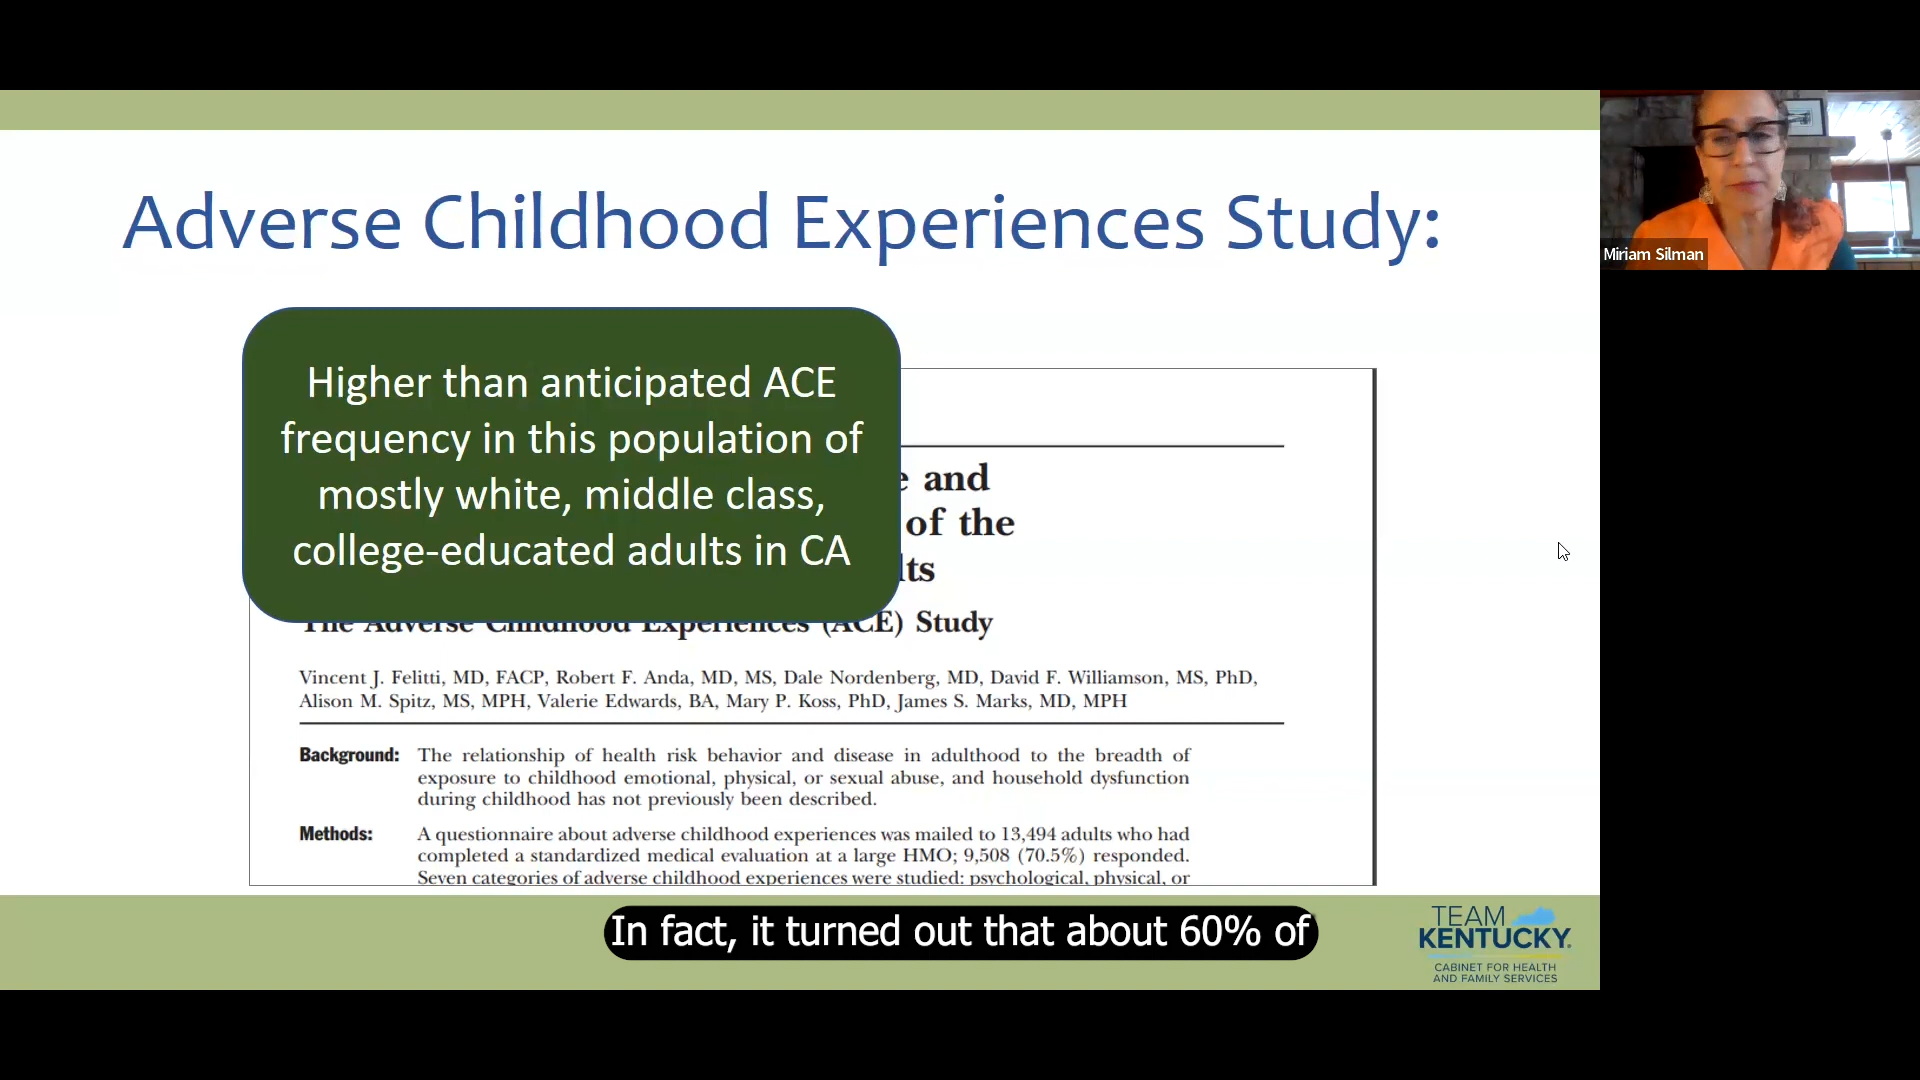 Adverse Childhood Experiences Study:
Miriam Silman
Higher than anticipated ACE
frequency in this population of
mostly white, middle class,
college-educated adults in CA
and
of the
The Adverse Childhood Experiences (ACE) Study
Vincent J. Felitti, MD, FACP, Robert F. Anda, MD, MS, Dale Nordenberg, MD, David F. Williamson, MS, PhD,
Alison M. Spitz, MS, MPH, Valerie Edwards, BA, Mary P. Koss, PhD, James S. Marks, MD, MPH
Background: The relationship of health risk behavior and disease in adulthood to the breadth of
exposure to childhood emotional, physical, or sexual abuse, and household dysfunction
during childhood has not previously been described.
Methods: A questionnaire about adverse childhood experiences was mailed to 13,494 adults who had
completed a standardized medical evaluation at a large HMO; 9,508 (70.5%) responded.
Seven categories of adverse childhood experiences were studied: psychological, physical, or
In fact, it turned out that about 60% of
TEAM
KENTUCKY
CABINET FOR HEALTH
AND FAMILY SERVICES